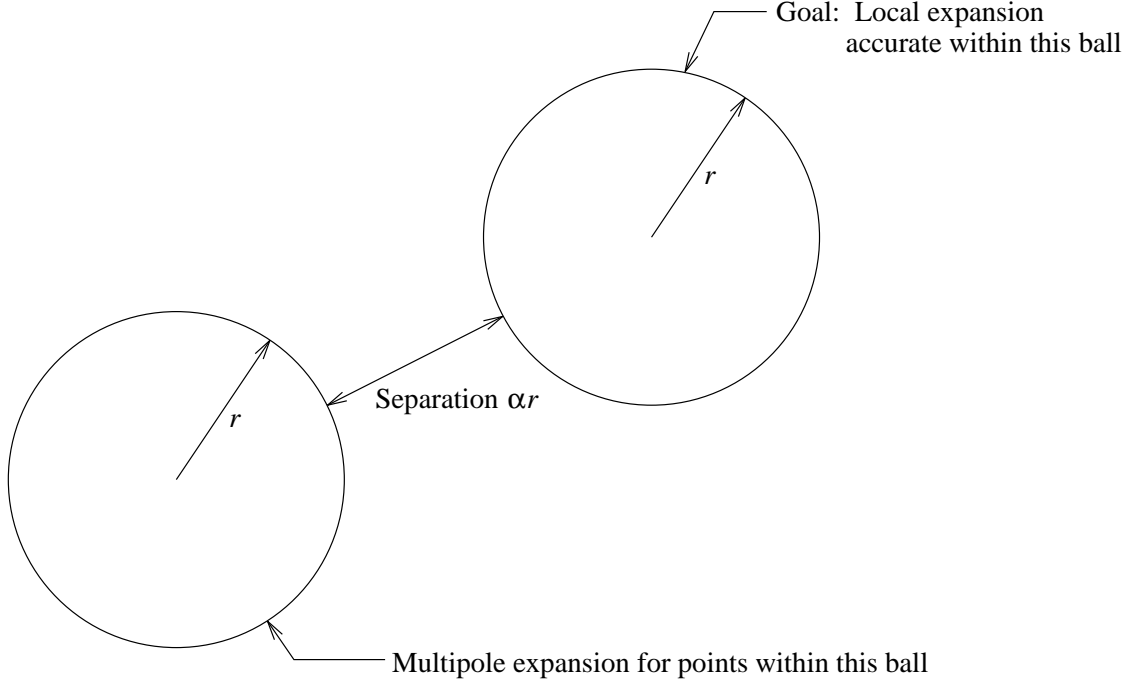 Goal: Local expansion
accurate within this ball
r
Separation αr
r
Multipole expansion for points within this ball